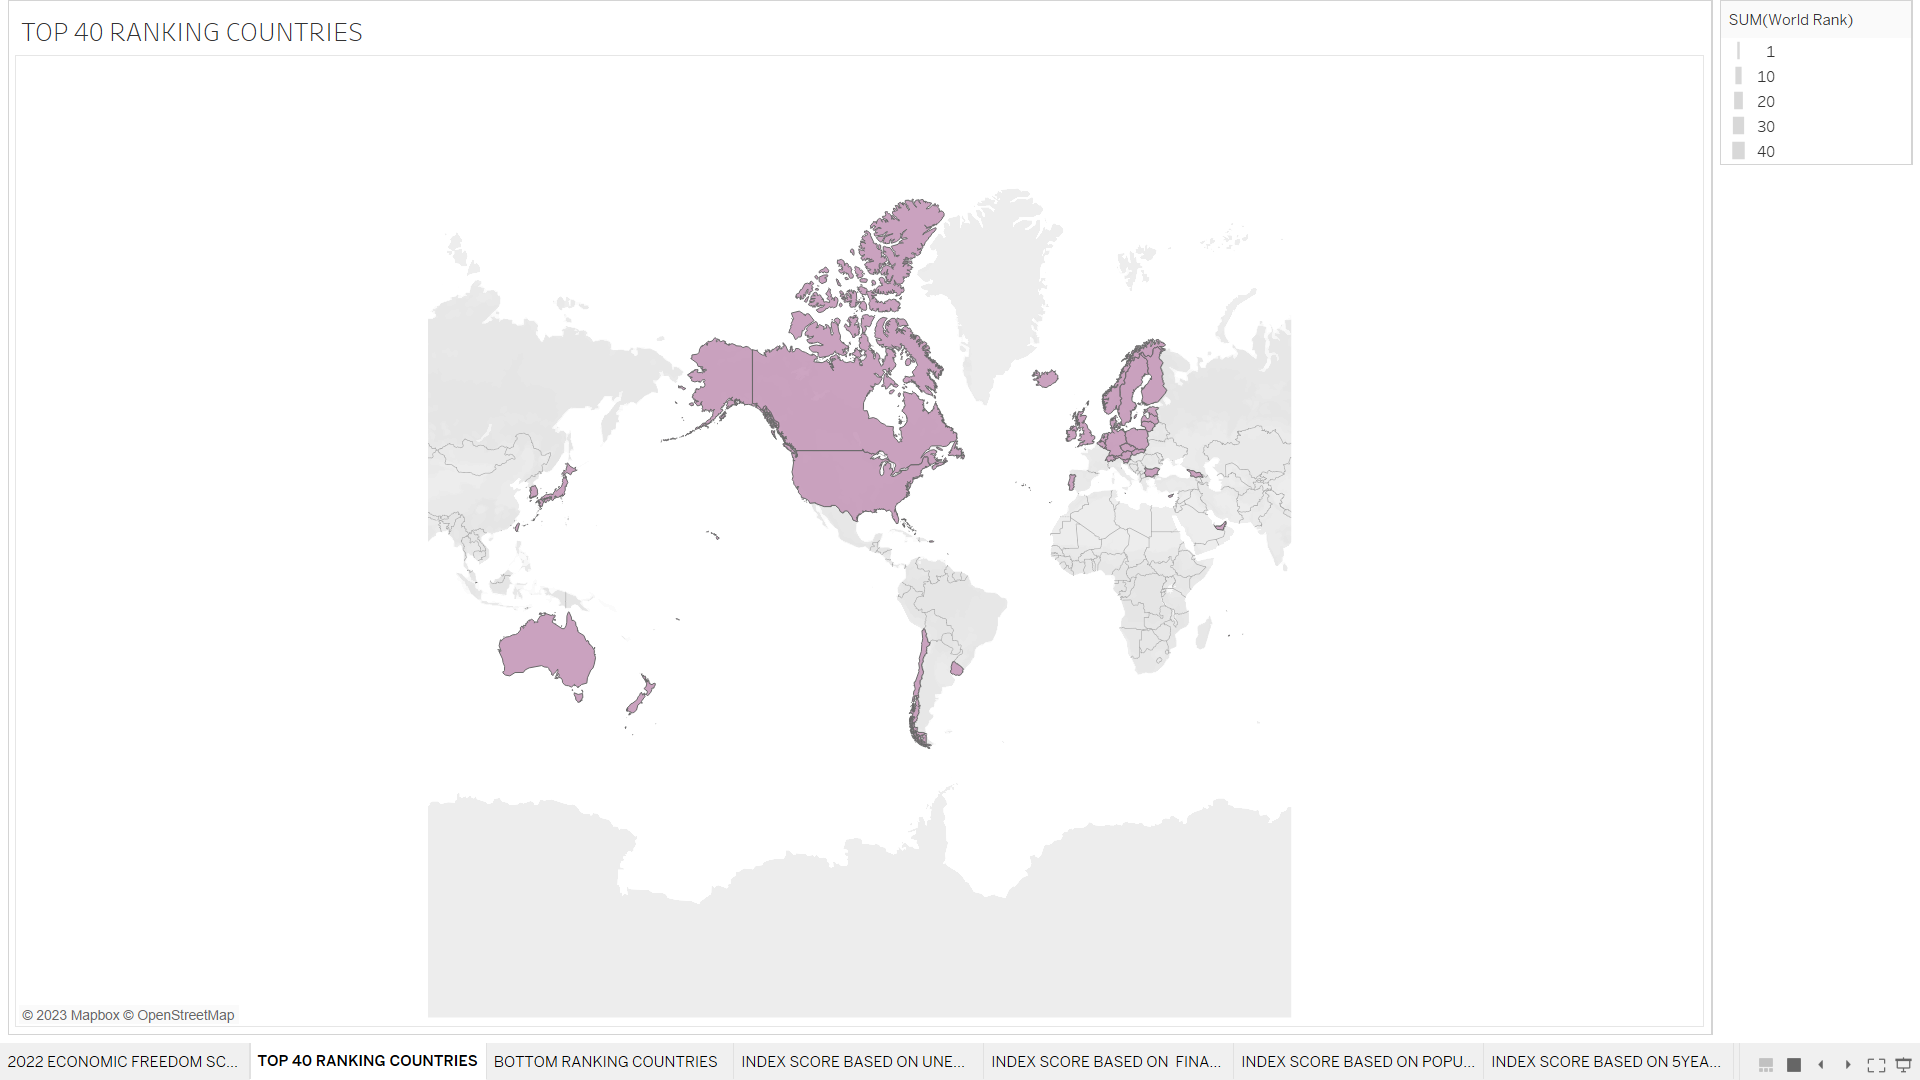 TOP 40 RANKING COUNTRIES
SUM(World Rank)
1
10
20
30
40
© 2023 Mapbox © OpenStreetMap
2022 ECONOMIC FREEDOM SC...
TOP 40 RANKING COUNTRIES
BOTTOM RANKING COUNTRIES
INDEX SCORE BASED ON UNE...
INDEX SCORE BASED ON  FINA...
INDEX SCORE BASED ON POPU...
INDEX SCORE BASED ON 5YEA...